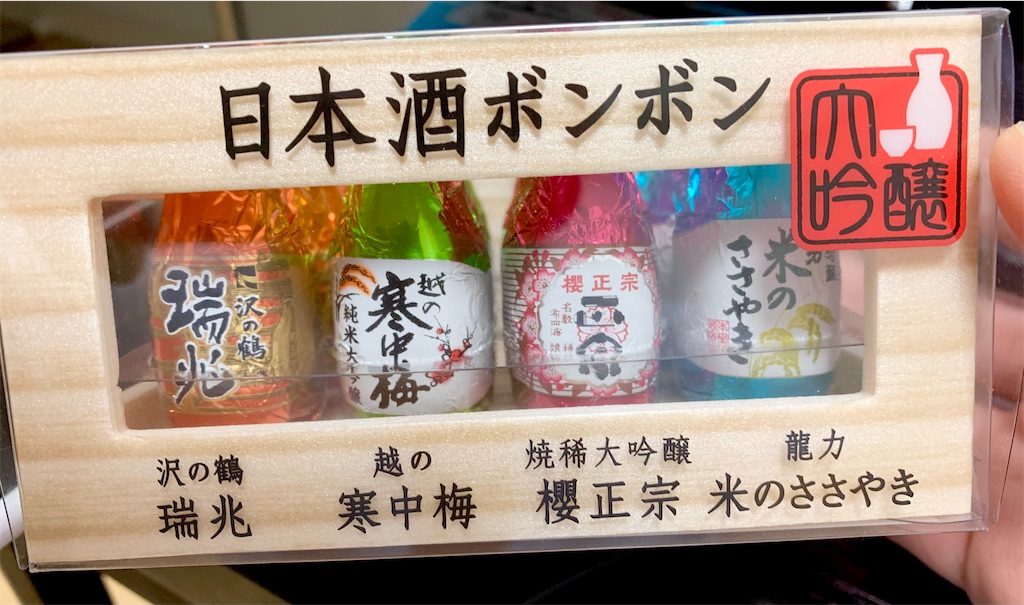 日本酒ボンボン
大吟醸
瑞兆
沢の鶴
越の
寒中梅
純米大吟醸
櫻正宗
正宗
米の
ささやき
沢の鶴
瑞兆
越の
寒中梅
焼稀大吟醸
櫻正宗
龍力
米のささやき